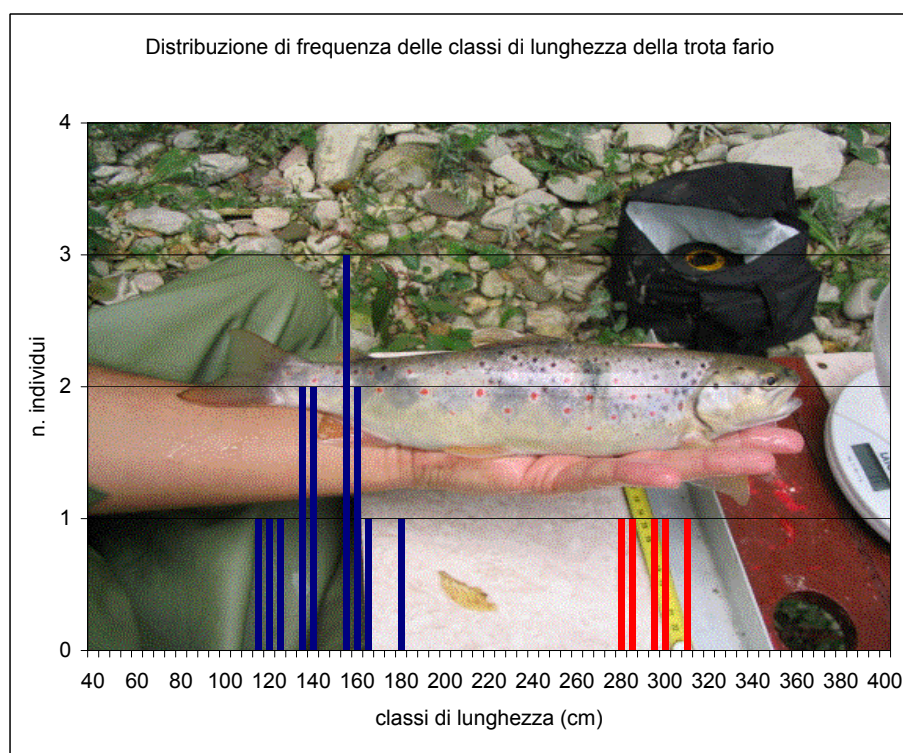 Distribuzione di frequenza delle classi di lunghezza della trota fario
4
3
2
1
0
n. individui
40 60 80 100 120 140 160 180 200 220 240 260 280 300 320 340 360 380 400
classi di lunghezza (cm)